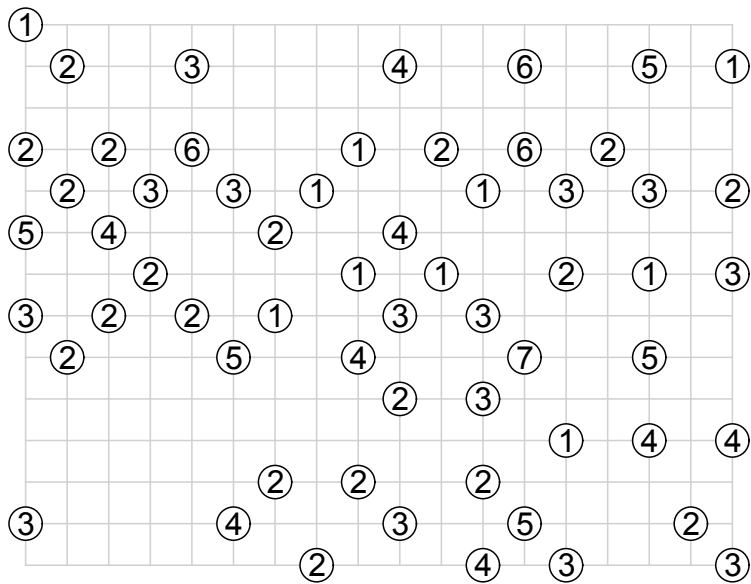 1
2 3 4 6 5 1
2 2 6 1 2 6 2
2 3 3 1 1 3 3 2
5 4 2 4
2 1 1 2 1 3
3 2 2 1 3 3
2 5 4 7 5
2 3
1 4 4
2 2 2
3 4 3 5 2
2 4 3 3